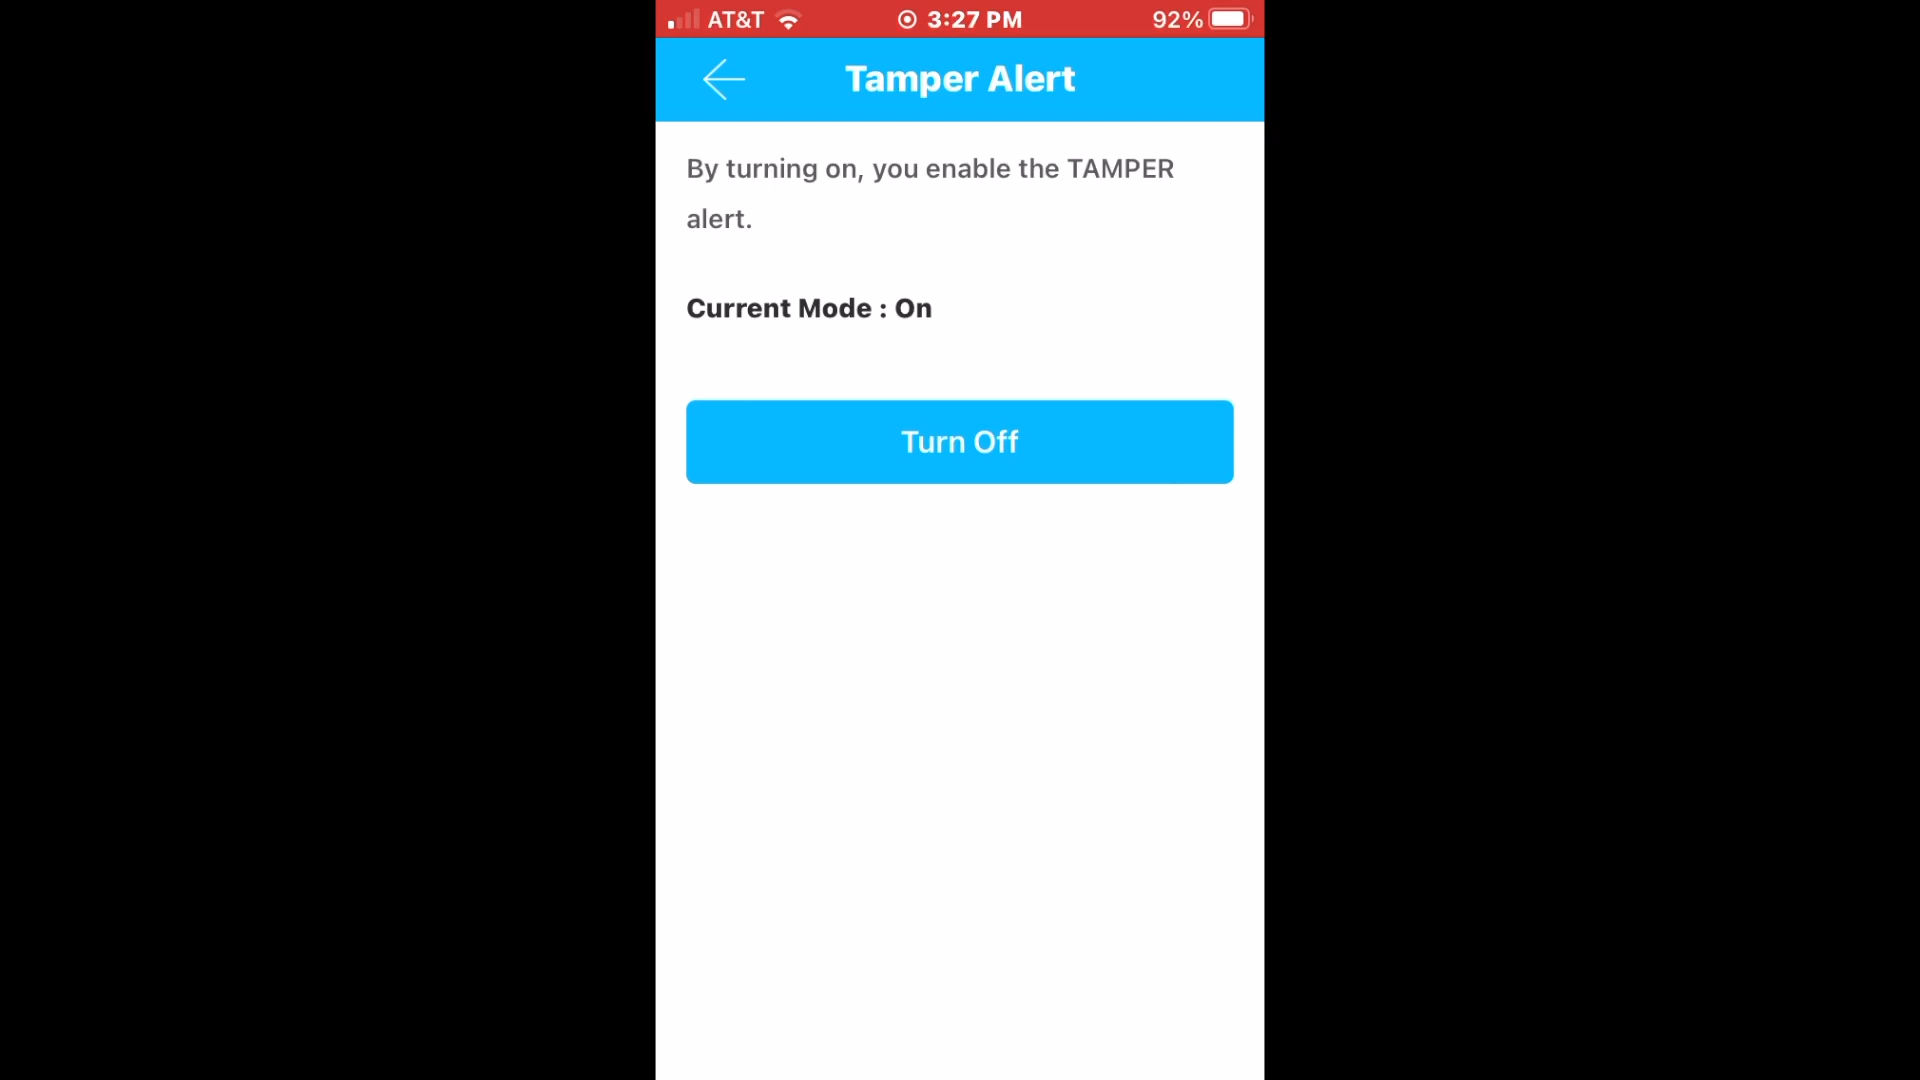 AT&T 3:27 PM 92%
Tamper Alert
By turning on, you enable the TAMPER
alert.
Current Mode : On
Turn Off